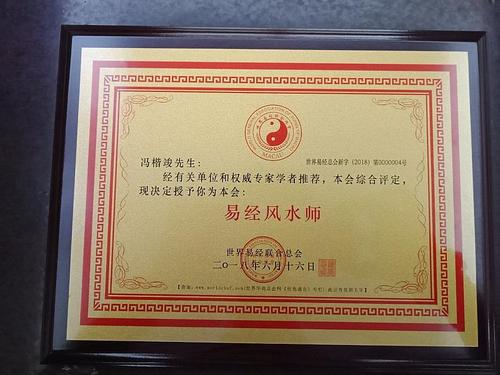 MACAU
冯楷竣先生：
世界易经总会新字（2018）第0000004号
经有关单位和权威专家学者推荐，本会综合评定，
现决定授予你为本会：
易经风水师
世界易经联合总会
二〇一八年六月十六日